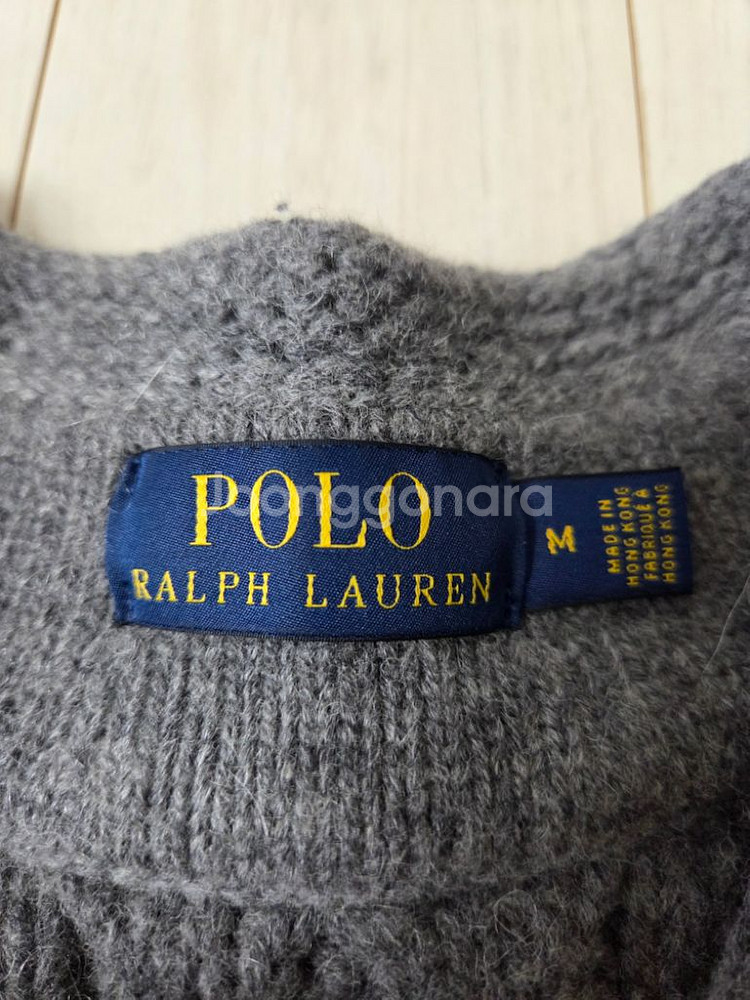 POLO
RALPH LAUREN
Joonggonara
M
MADE IN
HONG KONG
FABRIQUÉ À
HONG KONG